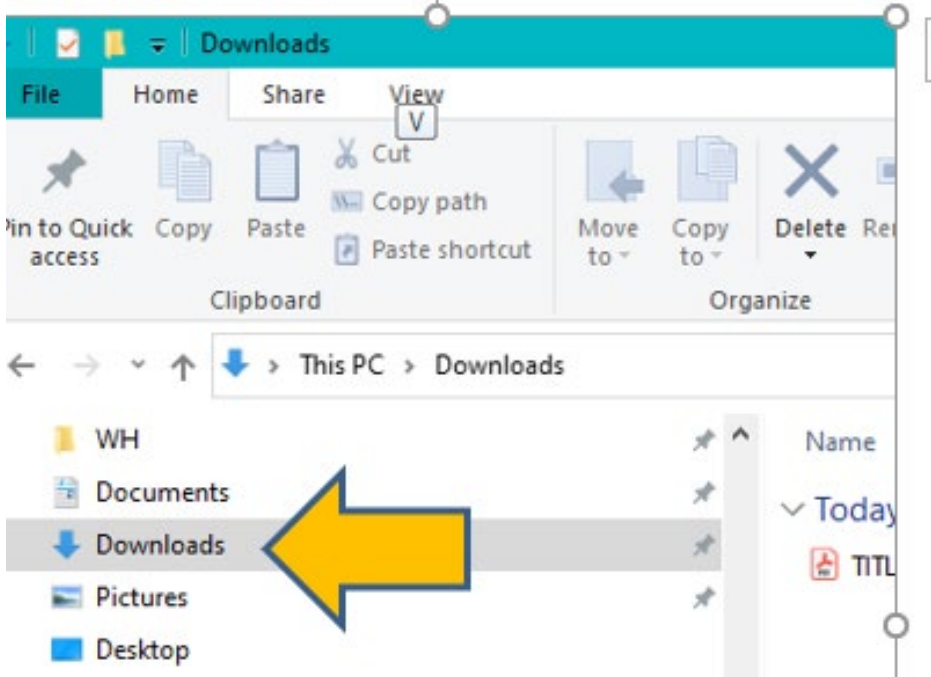 Downloads
File Home Share View
V
Cut
Copy path
Paste shortcut
Pin to Quick access
Copy
Paste
Move to
Copy to
Delete
Clipboard
Organize
This PC > Downloads
WH
Documents
Downloads
Pictures
Desktop
Name
Today
TITL